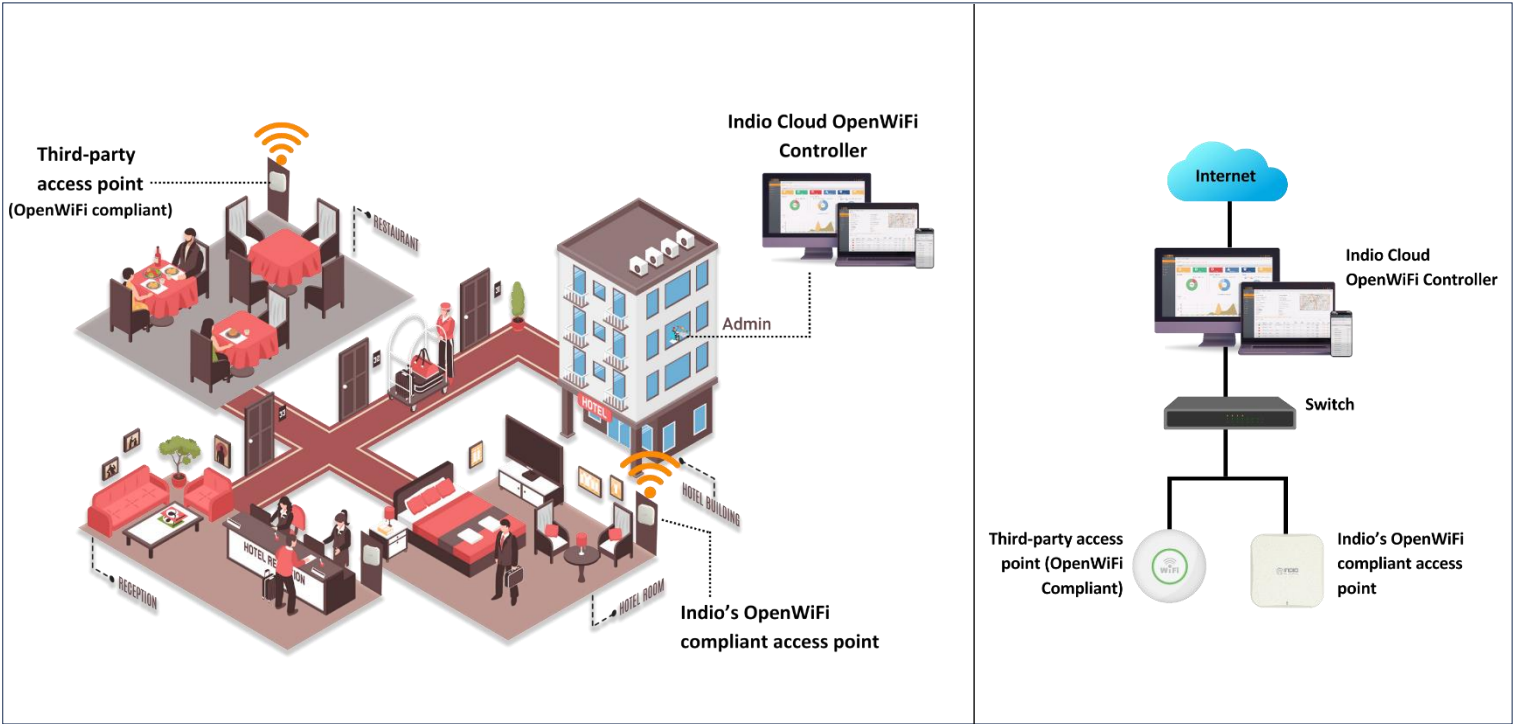 Third-party
access point
(OpenWiFi compliant)
RESTAURANT
Indio Cloud OpenWiFi
Controller
Admin
HOTEL
HOTEL BUILDING
RECEPTION
HOTEL ROOM
Indio's OpenWiFi
compliant access point
Internet
Indio Cloud
OpenWiFi Controller
Switch
Third-party access
point (OpenWiFi
Compliant)
WiFi
Indio's OpenWiFi
compliant access
point